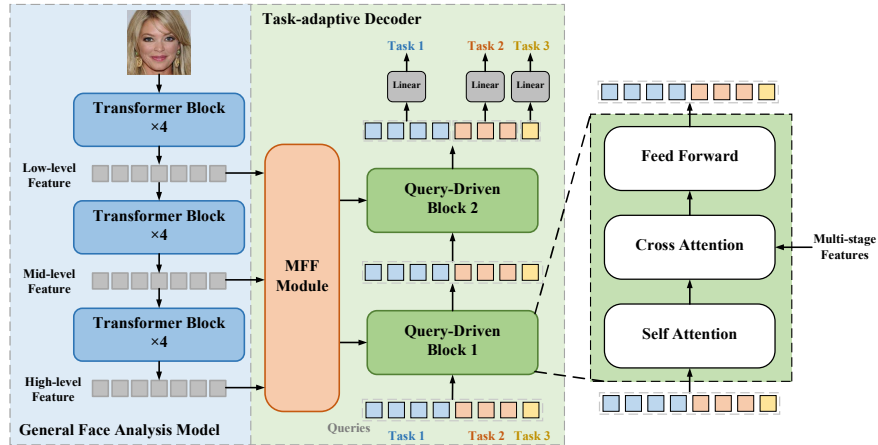 Task-adaptive Decoder
Task 1
Task 2
Task 3
Linear
Linear
Linear
Transformer Block
×4
Low-level
Feature
Transformer Block
×4
Mid-level
Feature
Transformer Block
×4
High-level
Feature
General Face Analysis Model
MFF
Module
Query-Driven
Block 2
Query-Driven
Block 1
Queries
Task 1
Task 2
Task 3
Feed Forward
Cross Attention
Self Attention
Multi-stage
Features